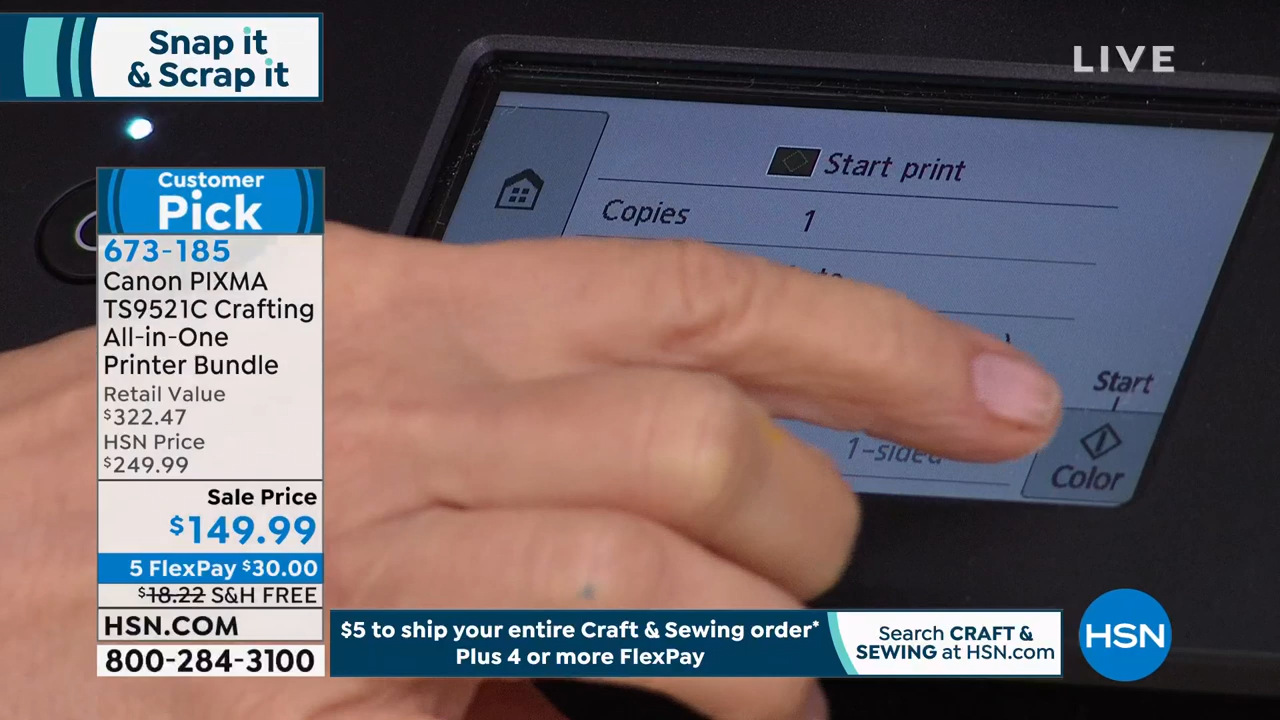 Snap it
& Scrap it
LIVE
Customer
Pick
673-185
Canon PIXMA
TS9521C Crafting
All-in-One
Printer Bundle
Retail Value
$322.47
HSN Price
$249.99
Sale Price
$149.99
5 FlexPay $30.00
$18.22 S&H FREE
HSN.COM
800-284-3100
Start print
Copies 1
1-sided
Start
Color
$5 to ship your entire Craft & Sewing order*
Plus 4 or more FlexPay
Search CRAFT &
SEWING at HSN.com
HSN